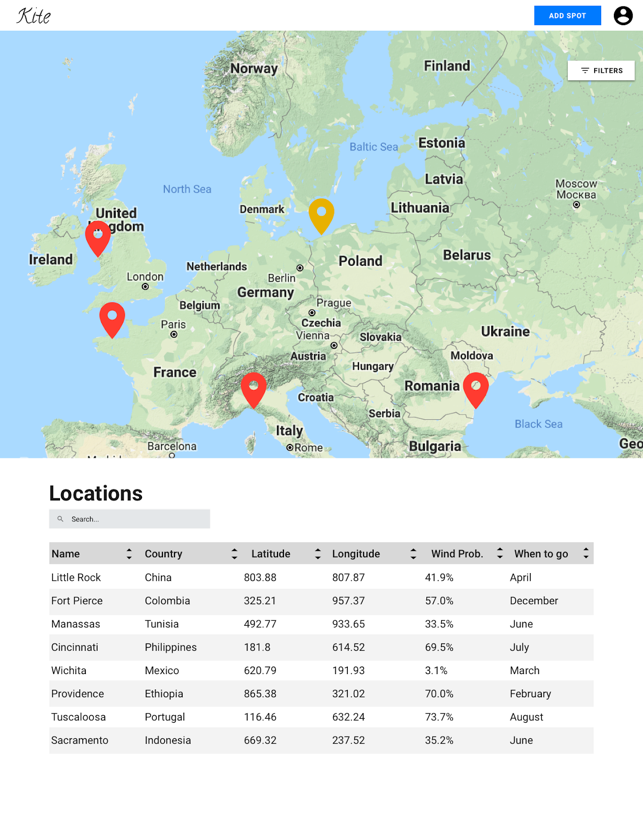 Kite
ADD SPOT
Norway
Finland
FILTERS
Estonia
Baltic Sea
Latvia
Moscow
Москва
North Sea
Denmark
Lithuania
United
Kingdom
Ireland
Netherlands
Berlin
Poland
Belarus
London
Germany
Belgium
Prague
Paris
Czechia
Vienna
Slovakia
Ukraine
Austria
Moldova
France
Hungary
Romania
Croatia
Serbia
Italy
Black Sea
Barcelona
Rome
Bulgaria
Geo
Locations
Search...
Name Country Latitude Longitude Wind Prob. When to go
Little Rock China 803.88 807.87 41.9% April
Fort Pierce Colombia 325.21 957.37 57.0% December
Manassas Tunisia 492.77 933.65 33.5% June
Cincinnati Philippines 181.8 614.52 69.5% July
Wichita Mexico 620.79 191.93 3.1% March
Providence Ethiopia 865.38 321.02 70.0% February
Tuscaloosa Portugal 116.46 632.24 73.7% August
Sacramento Indonesia 669.32 237.52 35.2% June